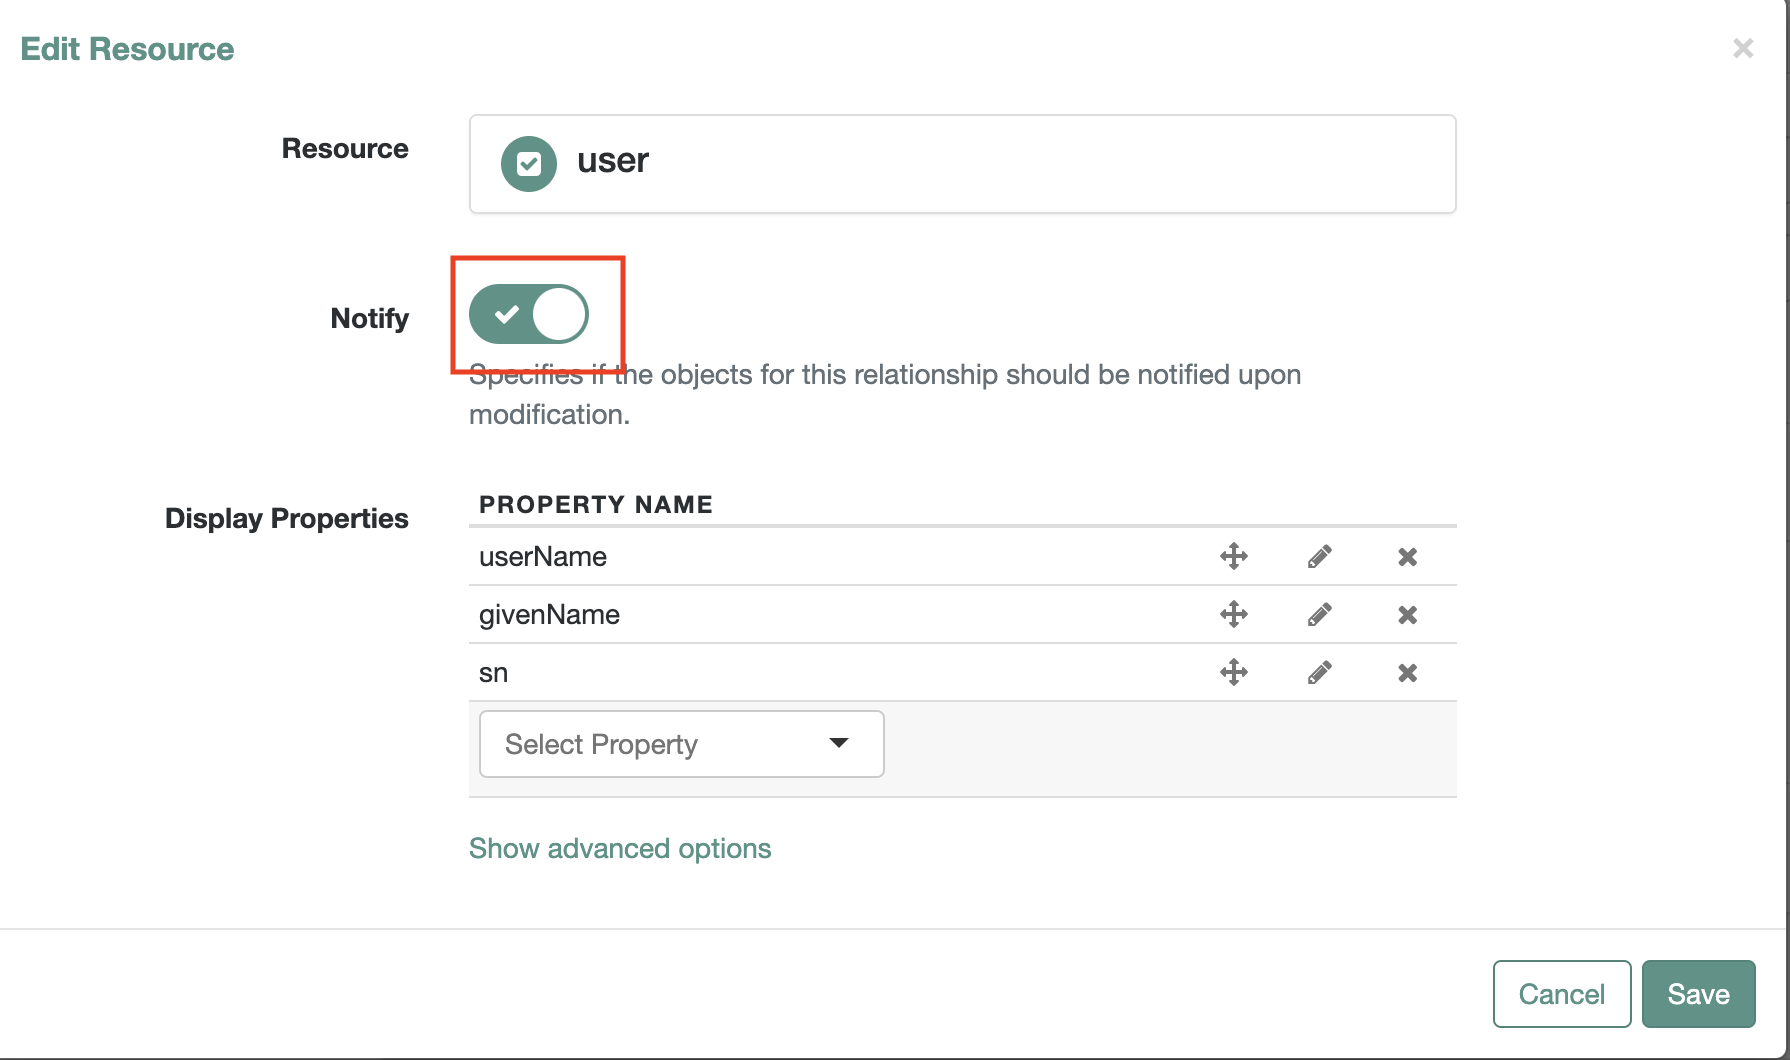 Edit Resource
Resource
user
Notify
Specifies if the objects for this relationship should be notified upon
modification.
Display Properties
PROPERTY NAME
userName
givenName
sn
Select Property
Show advanced options
Cancel
Save